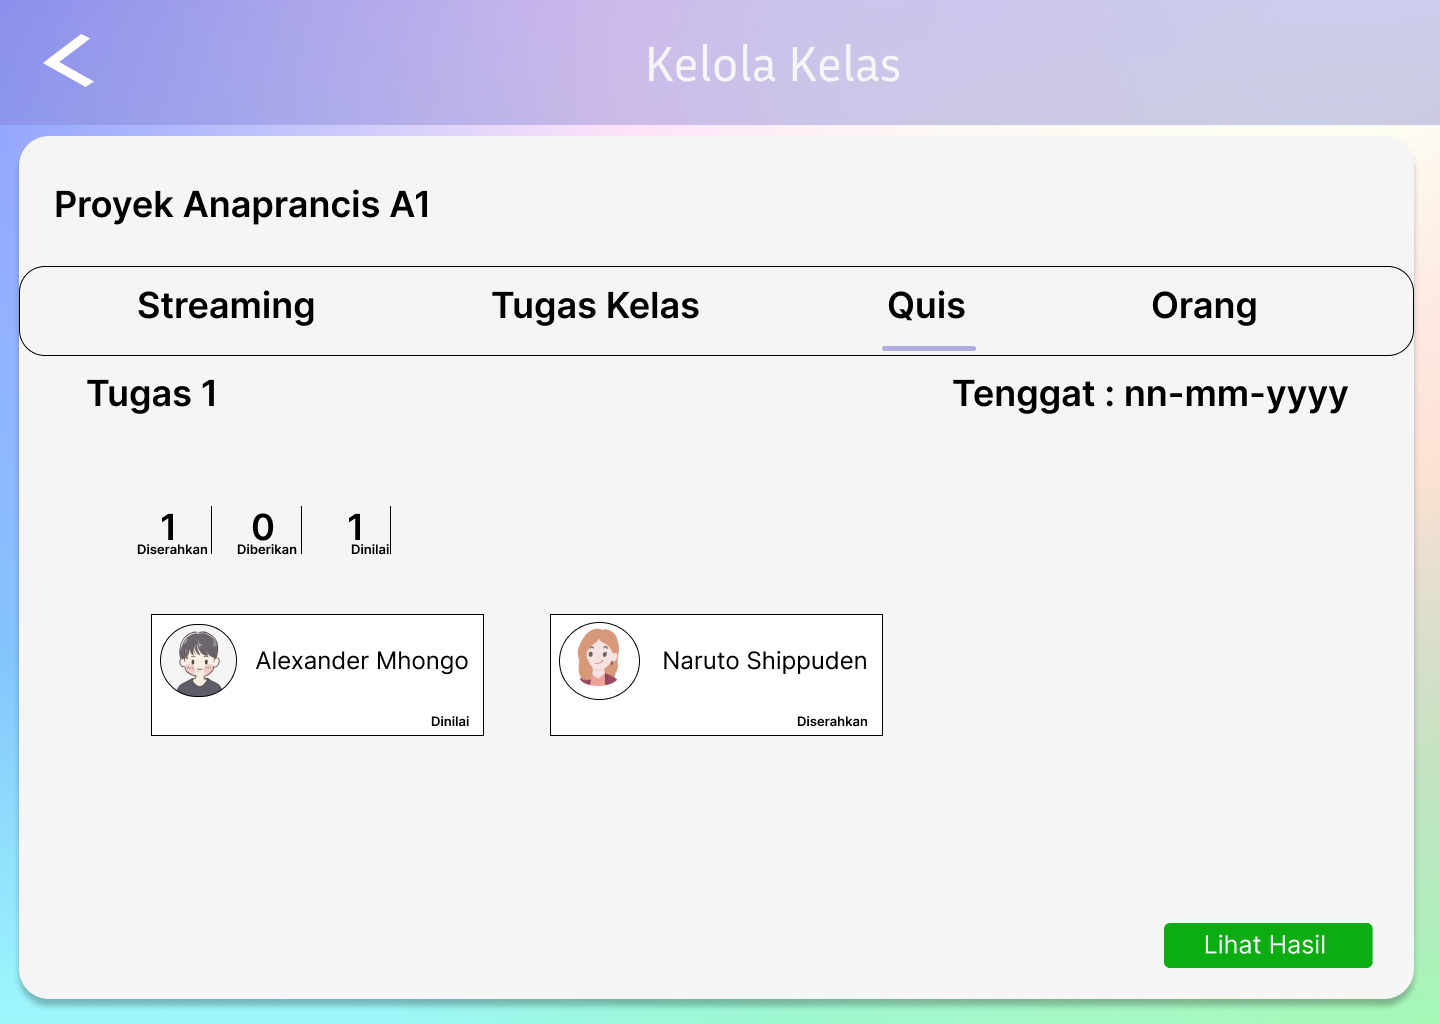 Kelola Kelas
Proyek Anaprancis A1
Streaming Tugas Kelas Quis Orang
Tugas 1 Tenggat : nn-mm-yyyy
1 0 1
Diserahkan Diberikan Dinilai
Alexander Mhongo Naruto Shippuden
Dinilai Diserahkan
Lihat Hasil